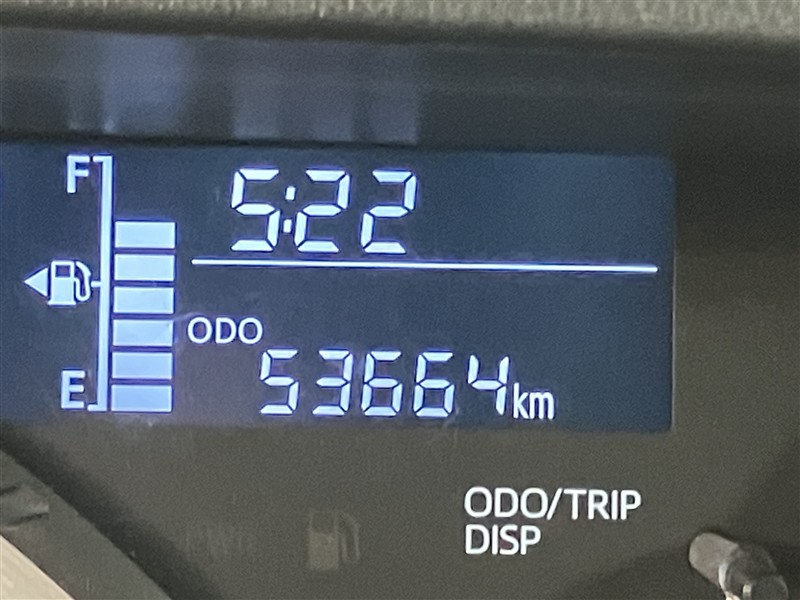 F
5:22
ODO
E
53664km
ODO/TRIP
DISP